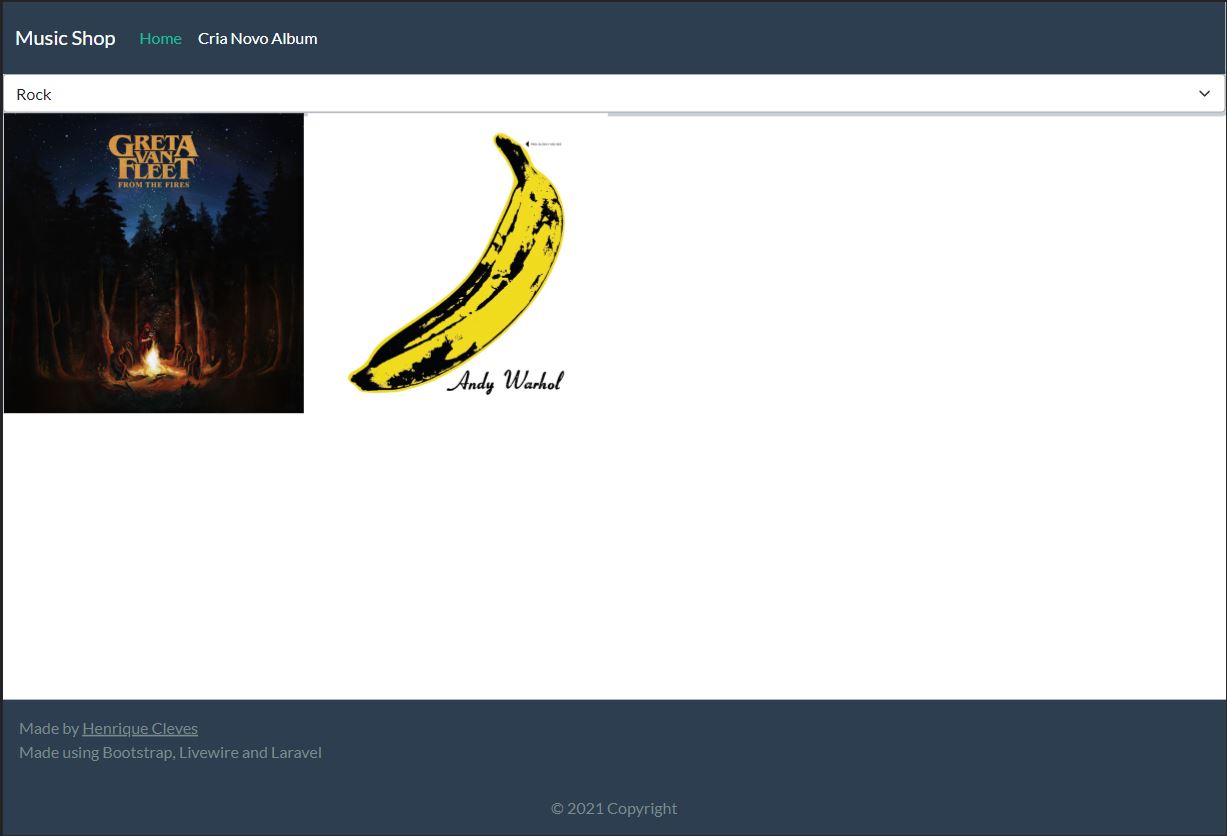 Music Shop Home Cria Novo Album
Rock
GRETA
VAN
FLEET
FROM THE FIRES
Andy Warhol
Made by Henrique Cleves
Made using Bootstrap, Livewire and Laravel
© 2021 Copyright